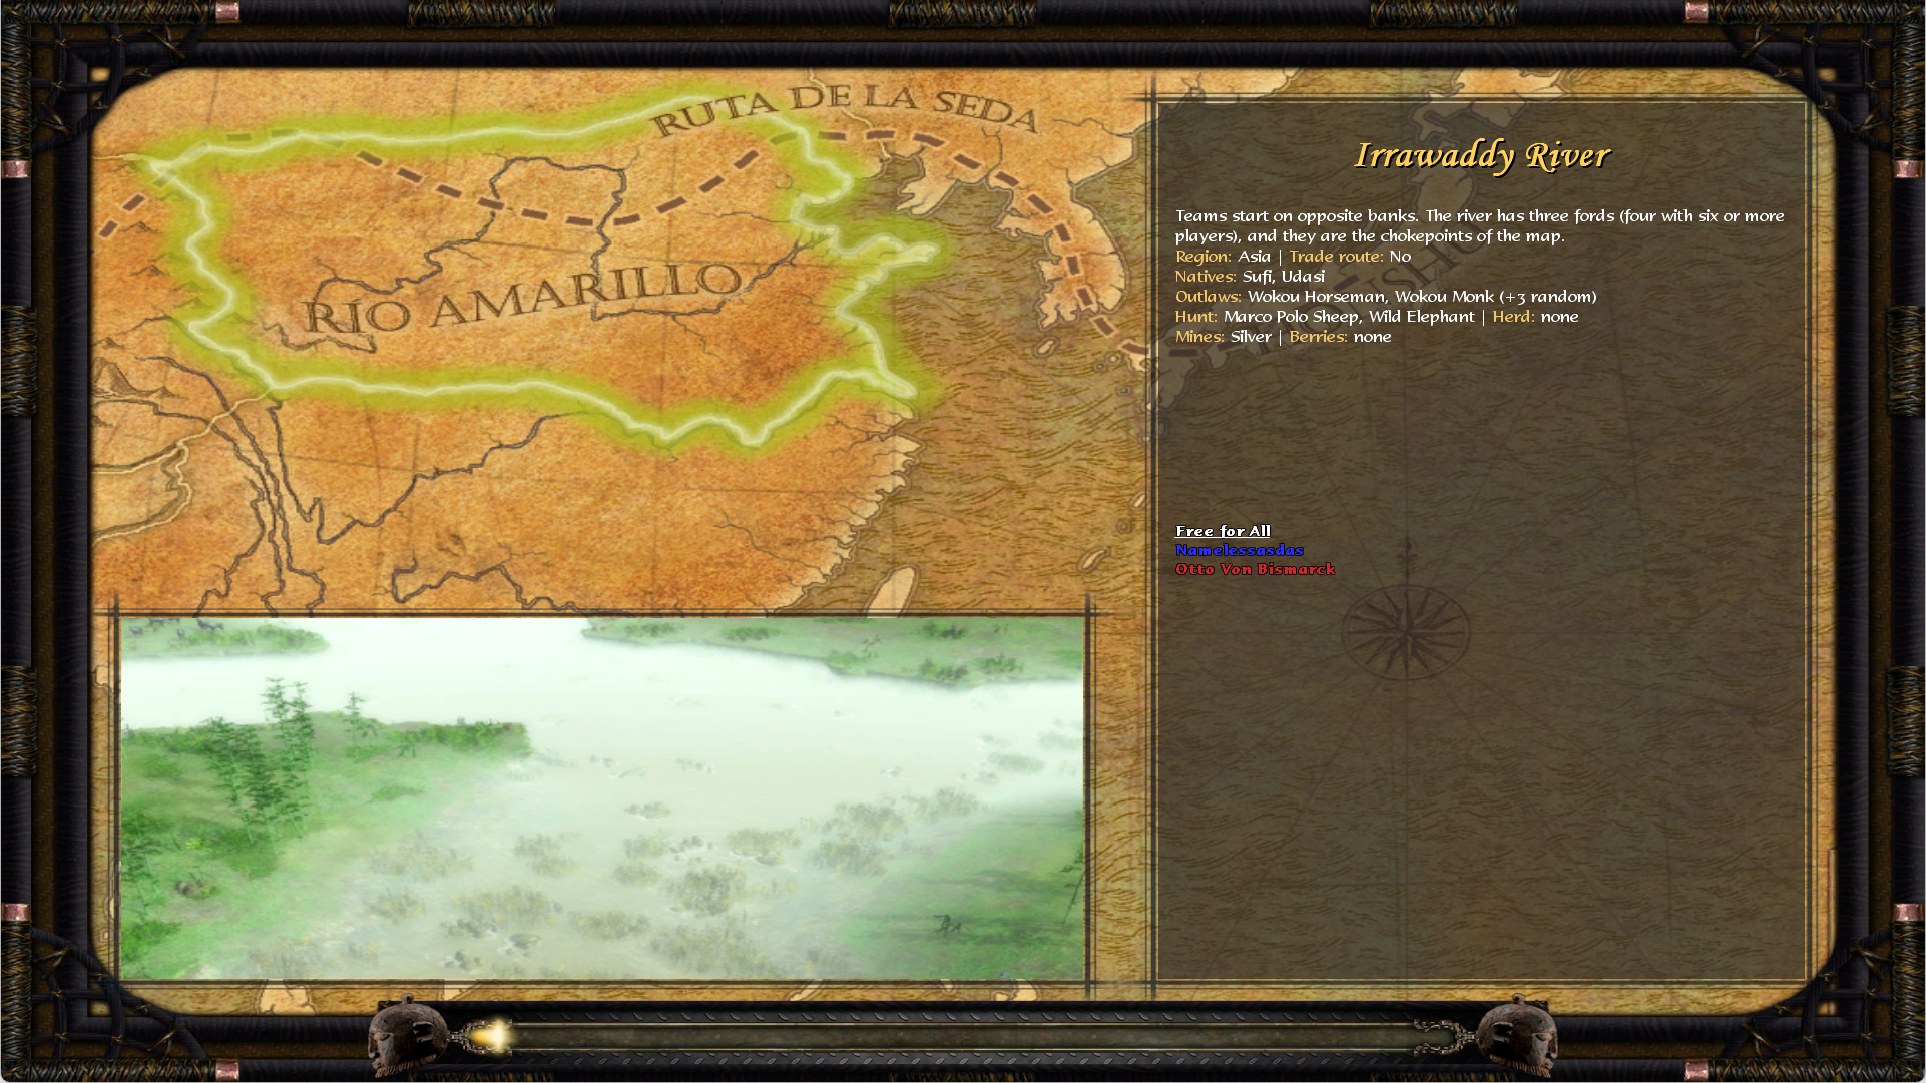 RUTA DE LA SEDA
RÍO AMARILLO
Irrawaddy River
Teams start on opposite banks. The river has three fords (four with six or more
players), and they are the chokepoints of the map.
Region: Asia | Trade route: No
Natives: Sufi, Udasi
Outlaws: Wokou Horseman, Wokou Monk (+3 random)
Hunt: Marco Polo Sheep, Wild Elephant | Herd: none
Mines: Silver | Berries: none
Free for All
Namelessasdas
Otto Von Bismarck